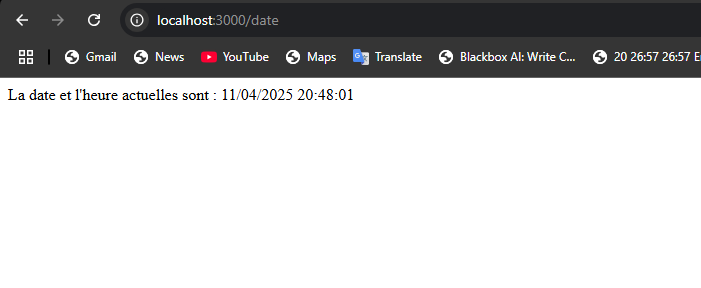 localhost:3000/date
Gmail News YouTube Maps Translate Blackbox AI: Write C... 20 26:57 26:57
La date et l'heure actuelles sont : 11/04/2025 20:48:01